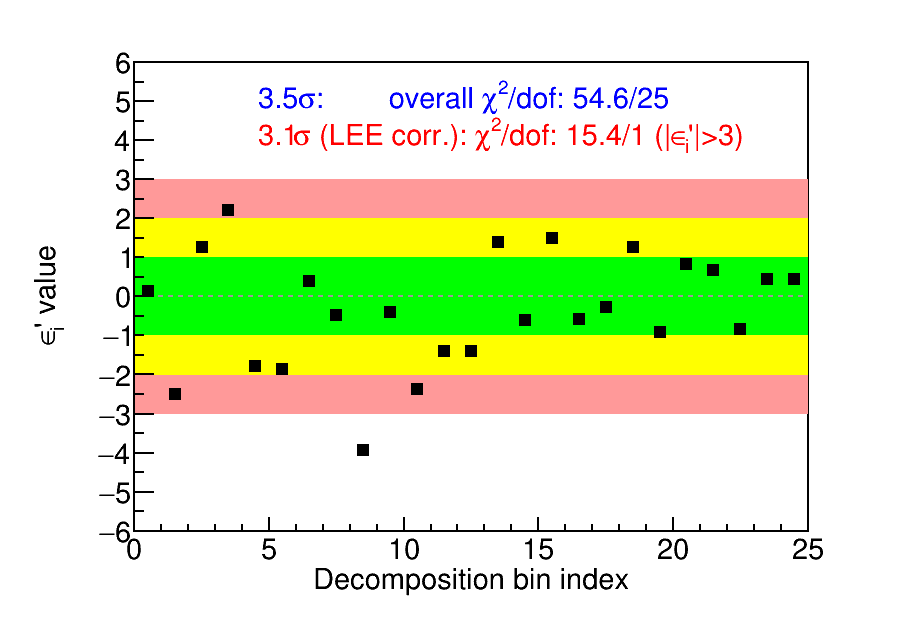 3.5σ: overall χ²/dof: 54.6/25
3.1σ (LEE corr.): χ²/dof: 15.4/1 (|ϵᵢ'|>3)
6
5
4
3
2
1
0
−1
−2
−3
−4
−5
−6
ϵᵢ' value
0 5 10 15 20 25
Decomposition bin index